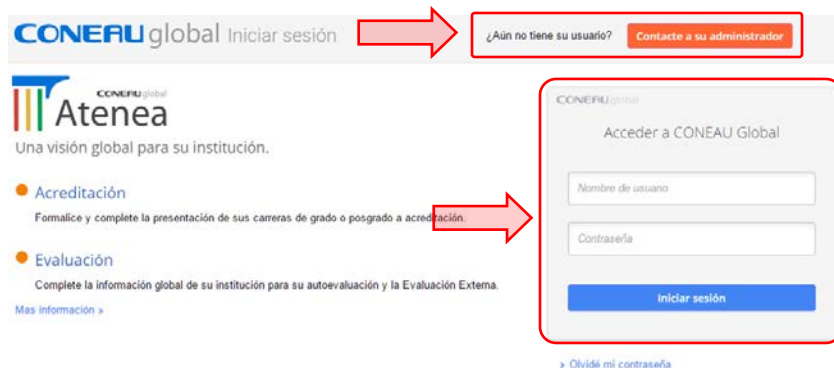 CONEAU global Iniciar sesión
¿Aún no tiene su usuario? Contacte a su administrador
CONEAU global
Atenea
Una visión global para su institución.
Acreditación
Formalice y complete la presentación de sus carreras de grado o posgrado a acreditación.
Evaluación
Complete la información global de su institución para su autoevaluación y la Evaluación Externa.
Mas información »
CONEAU global
Acceder a CONEAU Global
Nombre de usuario
Contraseña
Iniciar sesión
› Olvidé mi contraseña